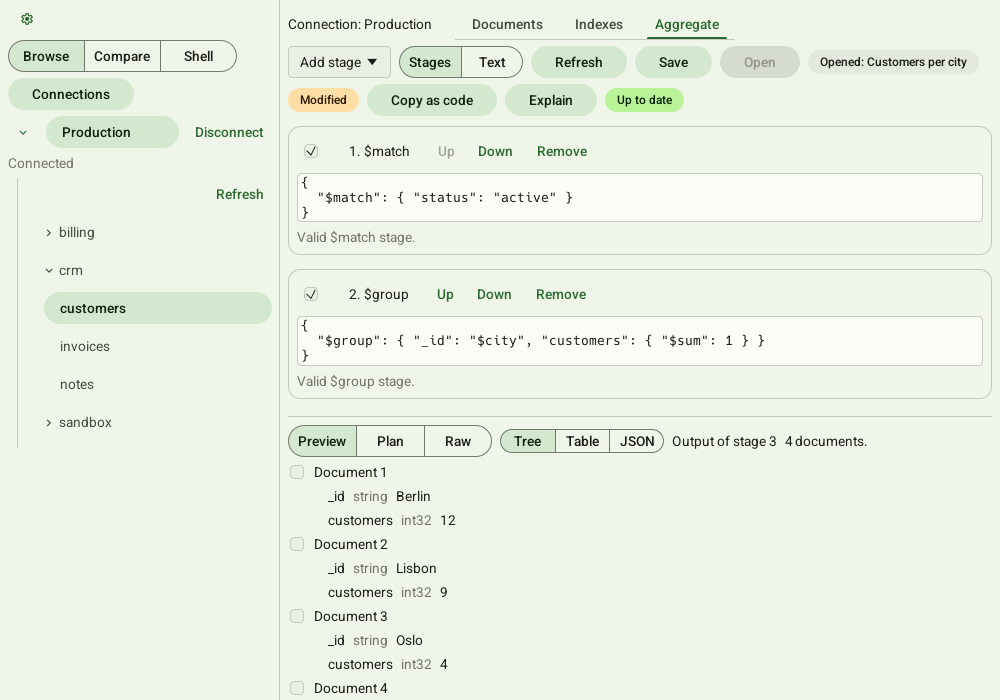 Browse Compare Shell
Connections
Production Disconnect
Connected
Refresh
billing
crm
customers
invoices
notes
sandbox
Connection: Production Documents Indexes Aggregate
Add stage Stages Text Refresh Save Open Opened: Customers per city
Modified Copy as code Explain Up to date
1. $match Up Down Remove
{
"$match": { "status": "active" }
}
Valid $match stage.
2. $group Up Down Remove
{
"$group": { "_id": "$city", "customers": { "$sum": 1 } }
}
Valid $group stage.
Preview Plan Raw Tree Table JSON Output of stage 3 4 documents.
Document 1
_id string Berlin
customers int32 12
Document 2
_id string Lisbon
customers int32 9
Document 3
_id string Oslo
customers int32 4
Document 4